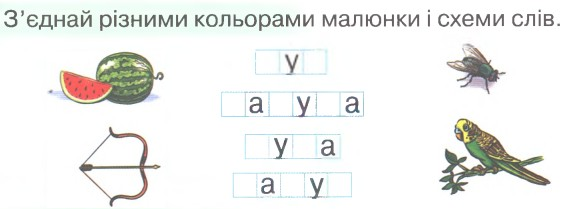 З’єднай різними кольорами малюнки і схеми слів.
у
а у а
у а
а у